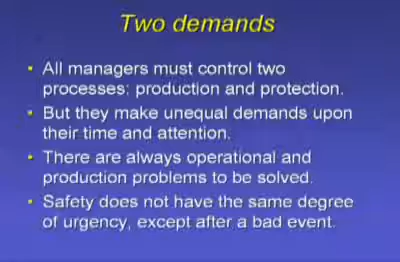 Two demands
• All managers must control two
processes: production and protection.
• But they make unequal demands upon
their time and attention.
• There are always operational and
production problems to be solved.
• Safety does not have the same degree
of urgency, except after a bad event.